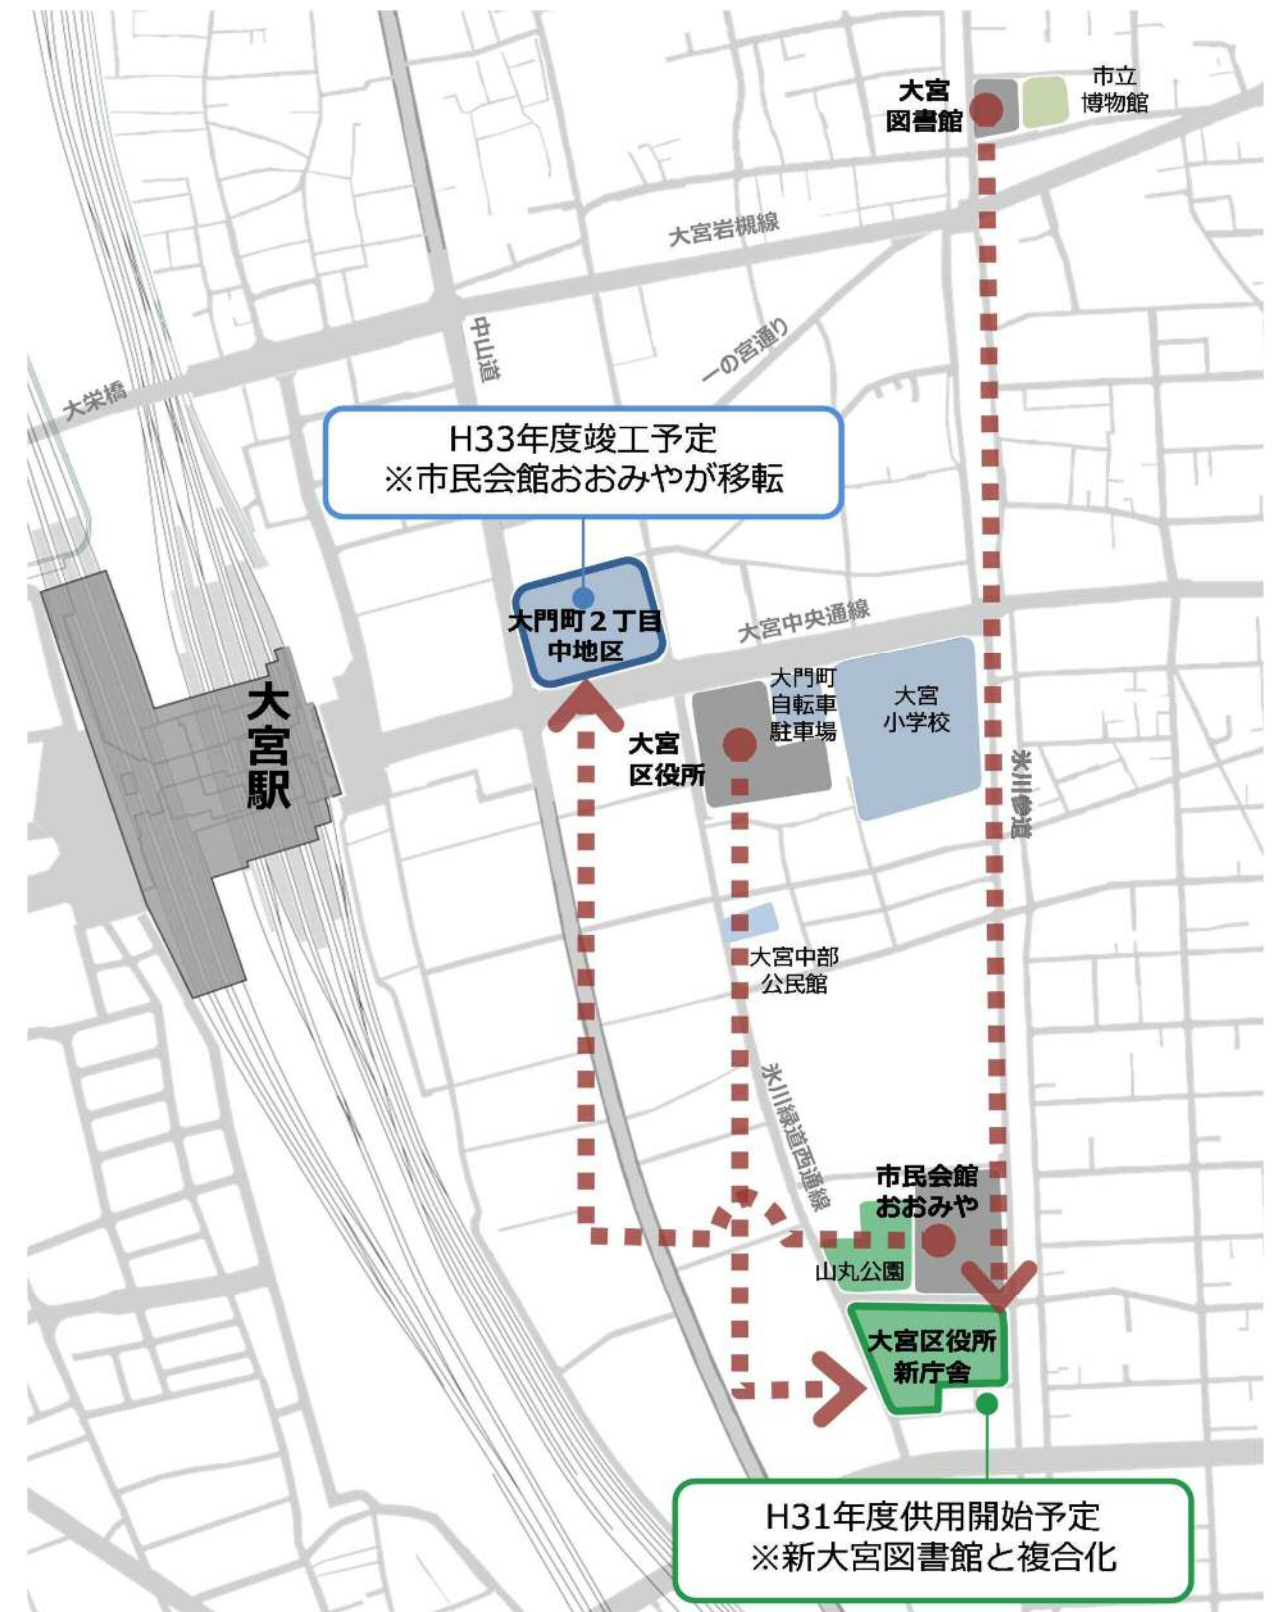 市立
博物館
大宮
図書館
大宮岩槻線
中山道
一の宮通り
大栄橋
H33年度竣工予定
※市民会館おおみやが移転
大門町２丁目
中地区
大宮中央通線
大門町
自転車
駐車場
大宮
小学校
大宮駅
大宮
区役所
氷川参道
大宮中部
公民館
氷川緑道西通線
市民会館
おおみや
山丸公園
大宮区役所
新庁舎
H31年度供用開始予定
※新大宮図書館と複合化